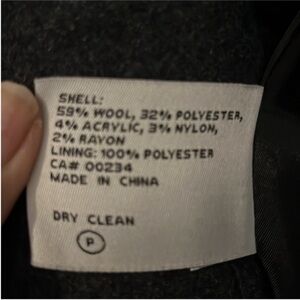 SHELL:
59% WOOL, 32% POLYESTER,
4% ACRYLIC, 3% NYLON,
2% RAYON
LINING: 100% POLYESTER
CA# 00234
MADE IN CHINA
DRY CLEAN
P